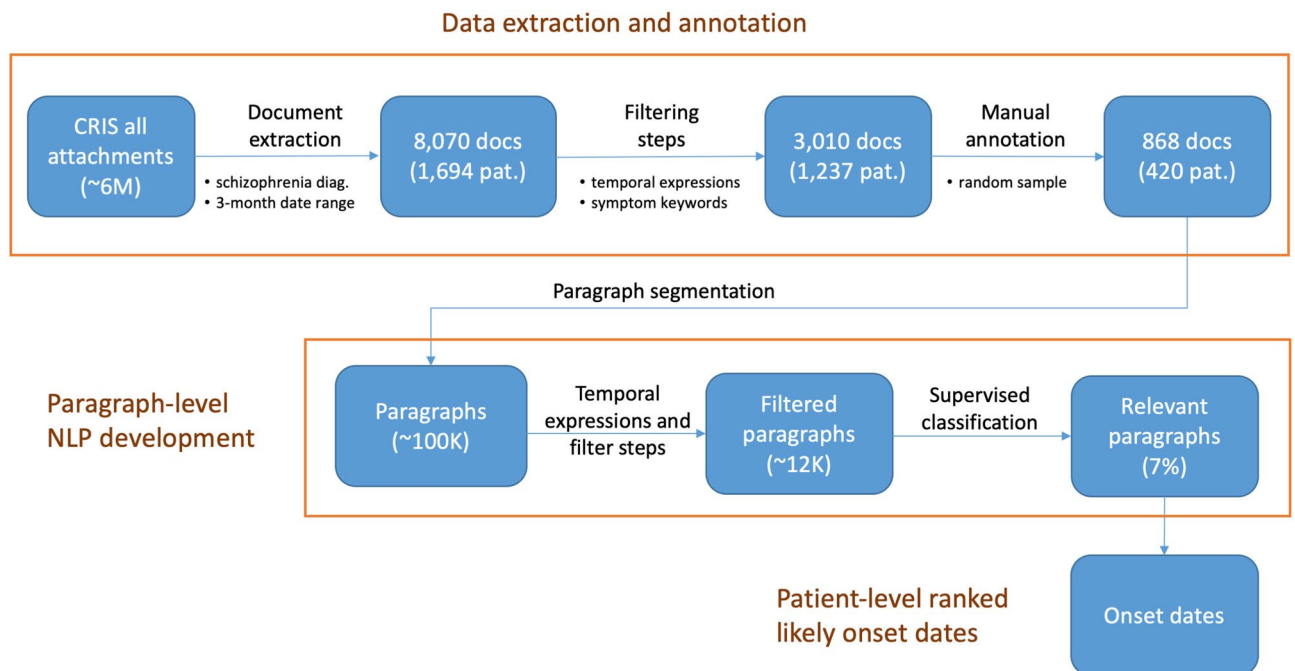 Data extraction and annotation
CRIS all
attachments
(~6M)
Document
extraction
• schizophrenia diag.
• 3-month date range
8,070 docs
(1,694 pat.)
Filtering
steps
• temporal expressions
• symptom keywords
3,010 docs
(1,237 pat.)
Manual
annotation
• random sample
868 docs
(420 pat.)
Paragraph segmentation
Paragraph-level
NLP development
Paragraphs
(~100K)
Temporal
expressions and
filter steps
Filtered
paragraphs
(~12K)
Supervised
classification
Relevant
paragraphs
(7%)
Patient-level ranked
likely onset dates
Onset dates